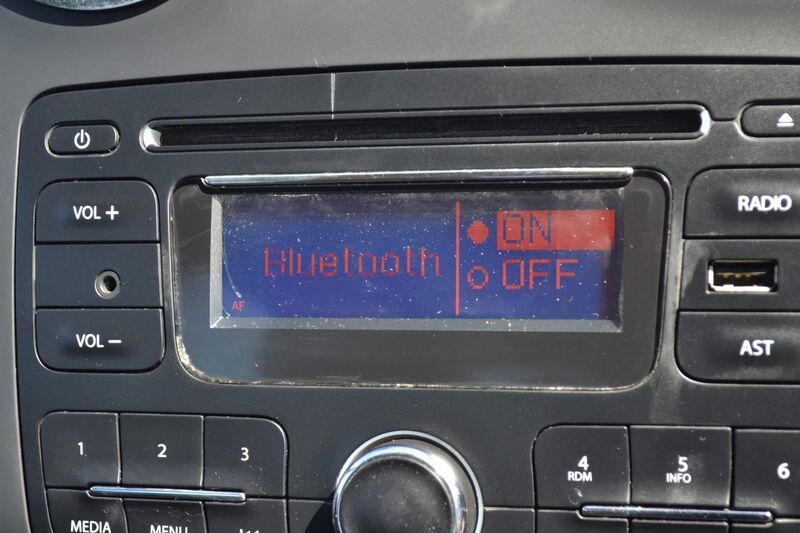 VOL +
RADIO
Bluetooth
ON
OFF
AF
VOL −
AST
1
2
3
4
RDM
5
INFO
6
MEDIA
MENU